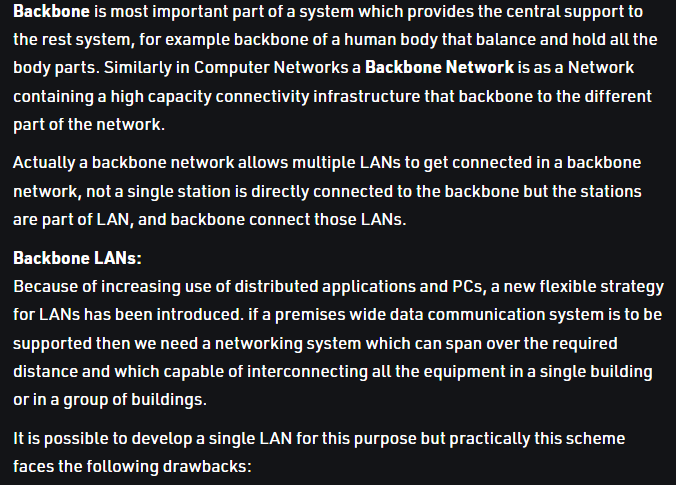 Backbone is most important part of a system which provides the central support to
the rest system, for example backbone of a human body that balance and hold all the
body parts. Similarly in Computer Networks a Backbone Network is as a Network
containing a high capacity connectivity infrastructure that backbone to the different
part of the network.
Actually a backbone network allows multiple LANs to get connected in a backbone
network, not a single station is directly connected to the backbone but the stations
are part of LAN, and backbone connect those LANs.
Backbone LANs:
Because of increasing use of distributed applications and PCs, a new flexible strategy
for LANs has been introduced. if a premises wide data communication system is to be
supported then we need a networking system which can span over the required
distance and which capable of interconnecting all the equipment in a single building
or in a group of buildings.
It is possible to develop a single LAN for this purpose but practically this scheme
faces the following drawbacks: